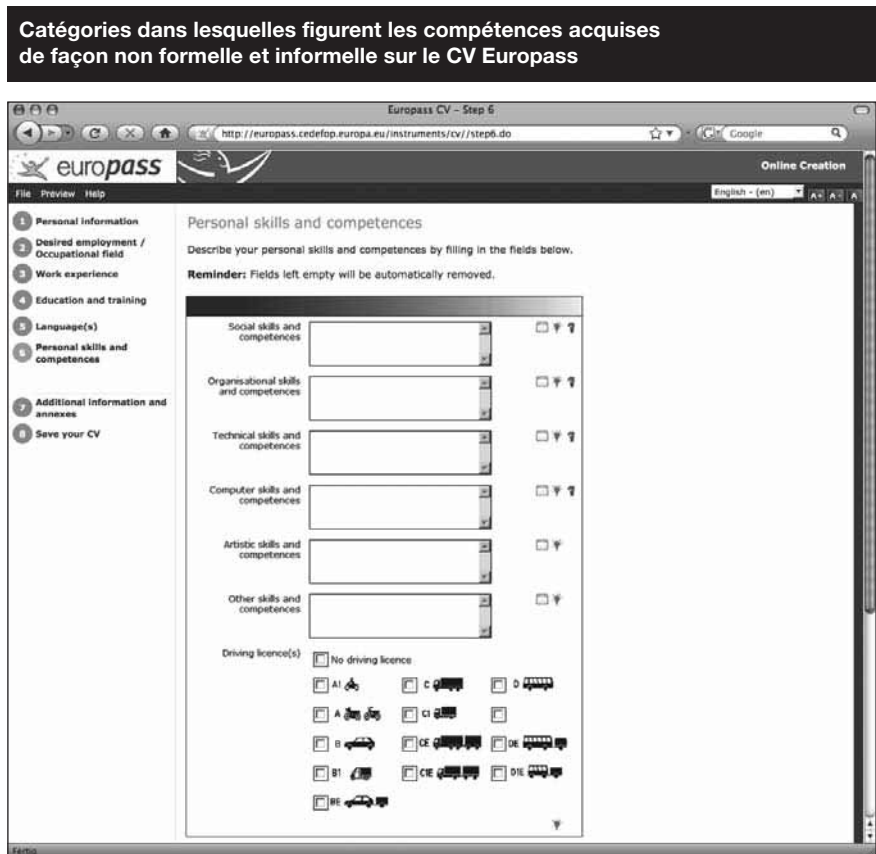 Catégories dans lesquelles figurent les compétences acquises
de façon non formelle et informelle sur le CV Europass
Europass CV – Step 6
http://europass.cedefop.europa.eu/instruments/cv//step6.do
Google
europass
Online Creation
File Preview Help
English - (en)
A+ A- A
1 Personal information
2 Desired employment /
Occupational field
3 Work experience
4 Education and training
5 Language(s)
6 Personal skills and
competences
7 Additional information and
annexes
8 Save your CV
Personal skills and competences
Describe your personal skills and competences by filling in the fields below.
Reminder: Fields left empty will be automatically removed.
Social skills and
competences
Organisational skills
and competences
Technical skills and
competences
Computer skills and
competences
Artistic skills and
competences
Other skills and
competences
Driving licence(s)
No driving licence
A1 C D
A C1
B CE DE
B1 C1E D1E
BE
Fertig